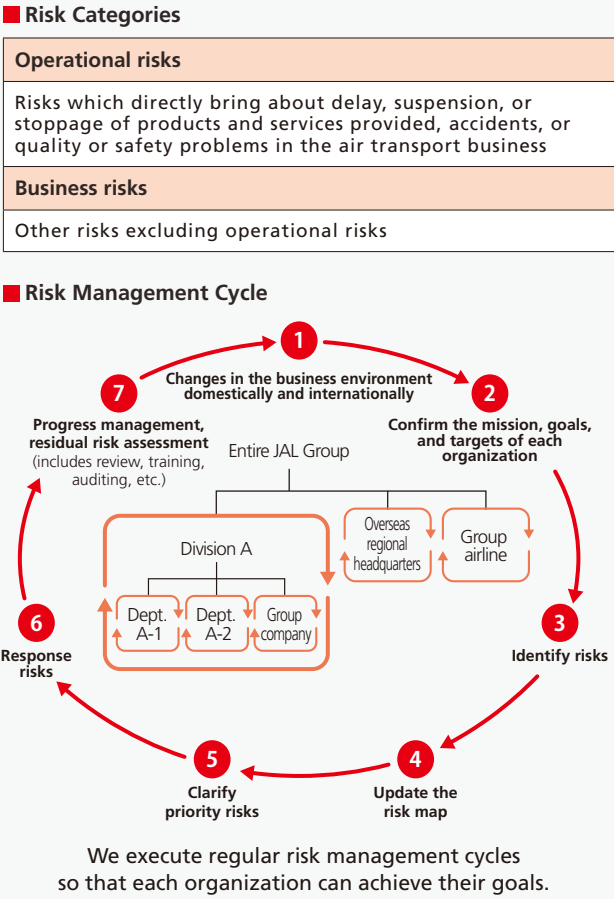 Risk Categories
Operational risks
Risks which directly bring about delay, suspension, or
stoppage of products and services provided, accidents, or
quality or safety problems in the air transport business
Business risks
Other risks excluding operational risks
Risk Management Cycle
1
Changes in the business environment
domestically and internationally
2
Confirm the mission, goals,
and targets of each
organization
3
Identify risks
4
Update the
risk map
5
Clarify
priority risks
6
Response
risks
7
Progress management,
residual risk assessment
(includes review, training,
auditing, etc.)
Entire JAL Group
Division A
Dept.
A-1
Dept.
A-2
Group
company
Overseas
regional
headquarters
Group
airline
We execute regular risk management cycles
so that each organization can achieve their goals.